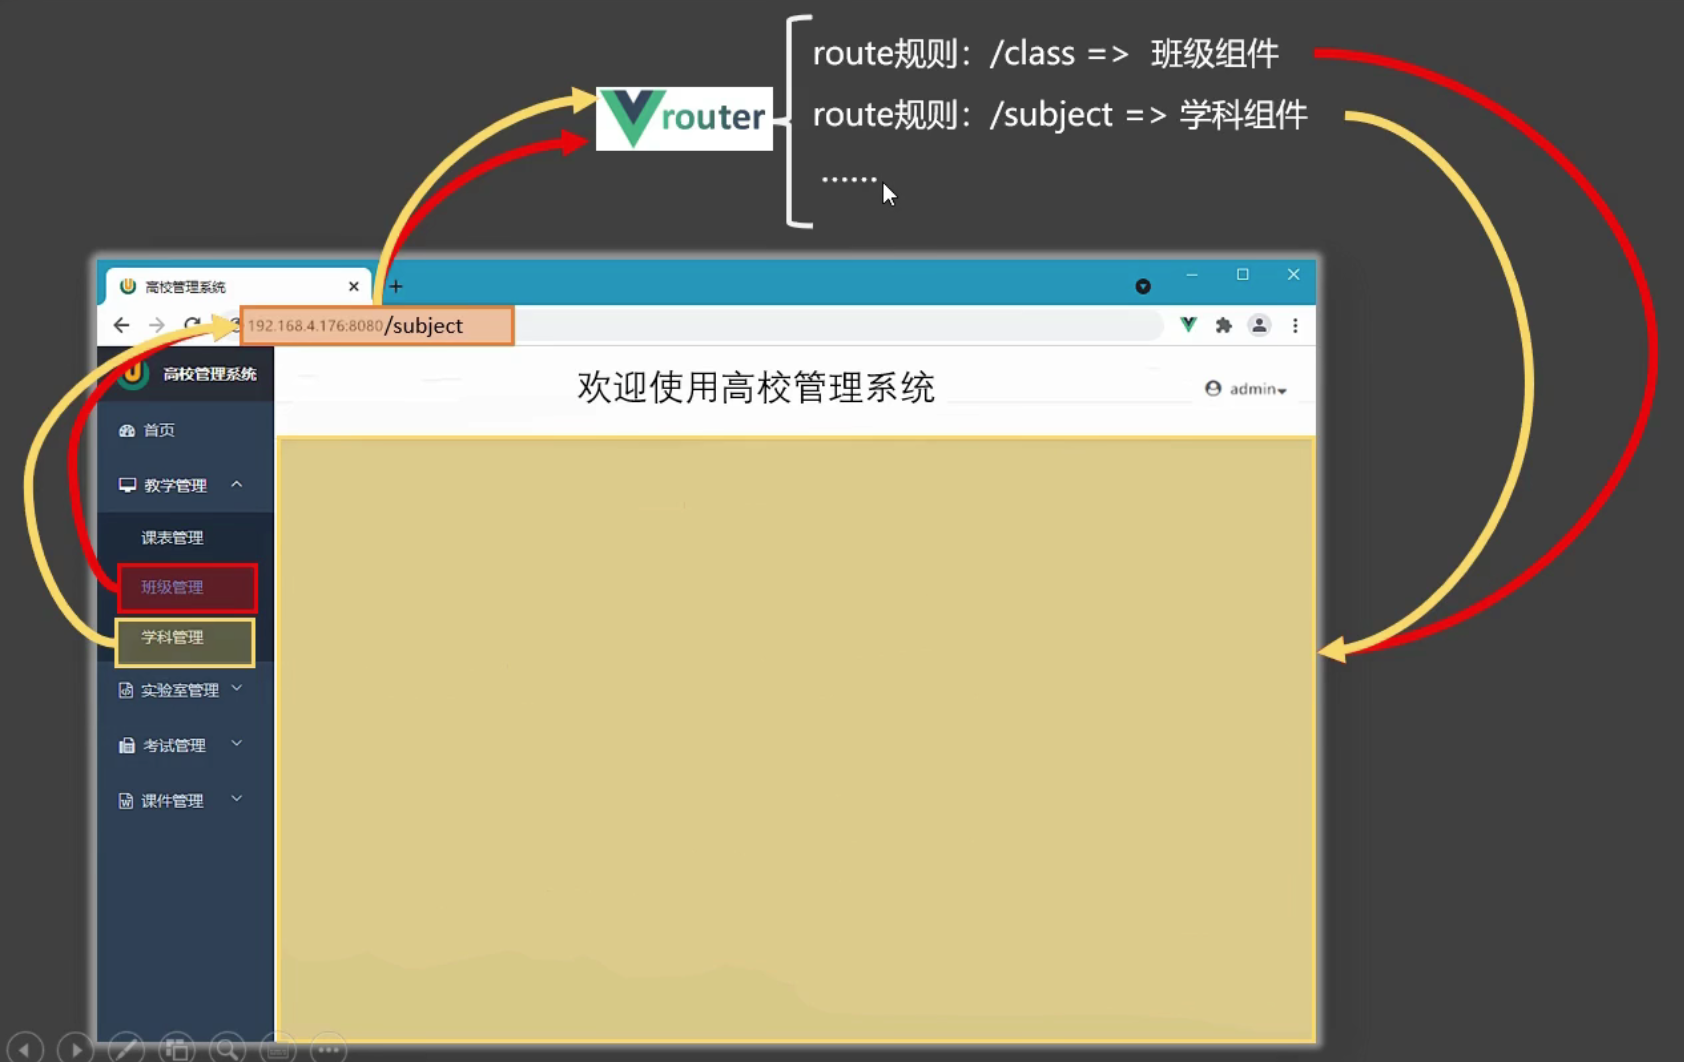 route规则：/class => 班级组件
router
route规则：/subject => 学科组件
......
高校管理系统
192.168.4.176:8080/subject
高校管理系统
欢迎使用高校管理系统
admin
首页
教学管理
课表管理
班级管理
学科管理
实验室管理
考试管理
课件管理